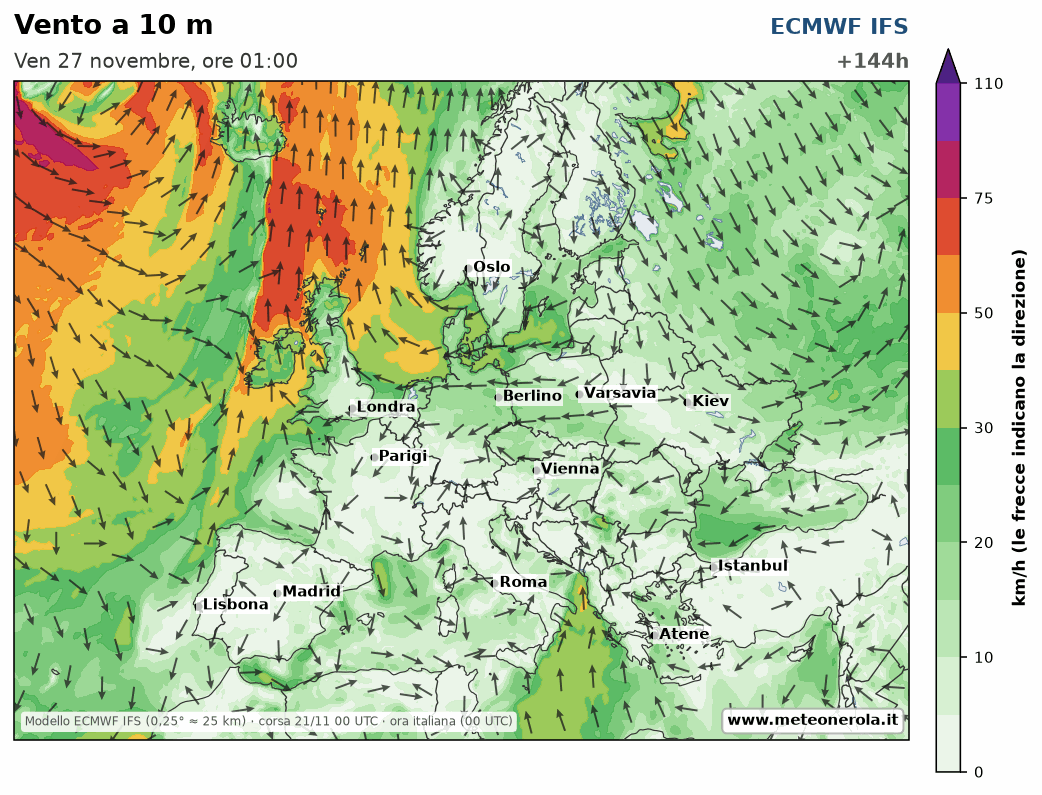 Vento a 10 m
ECMWF IFS
Ven 27 novembre, ore 01:00
+144h
110
75
50
30
20
10
0
km/h (le frecce indicano la direzione)
Oslo
Londra
Berlino
Varsavia
Kiev
Parigi
Vienna
Istanbul
Roma
Madrid
Lisbona
Atene
Modello ECMWF IFS (0,25° ≈ 25 km) · corsa 21/11 00 UTC · ora italiana (00 UTC)
www.meteonerola.it